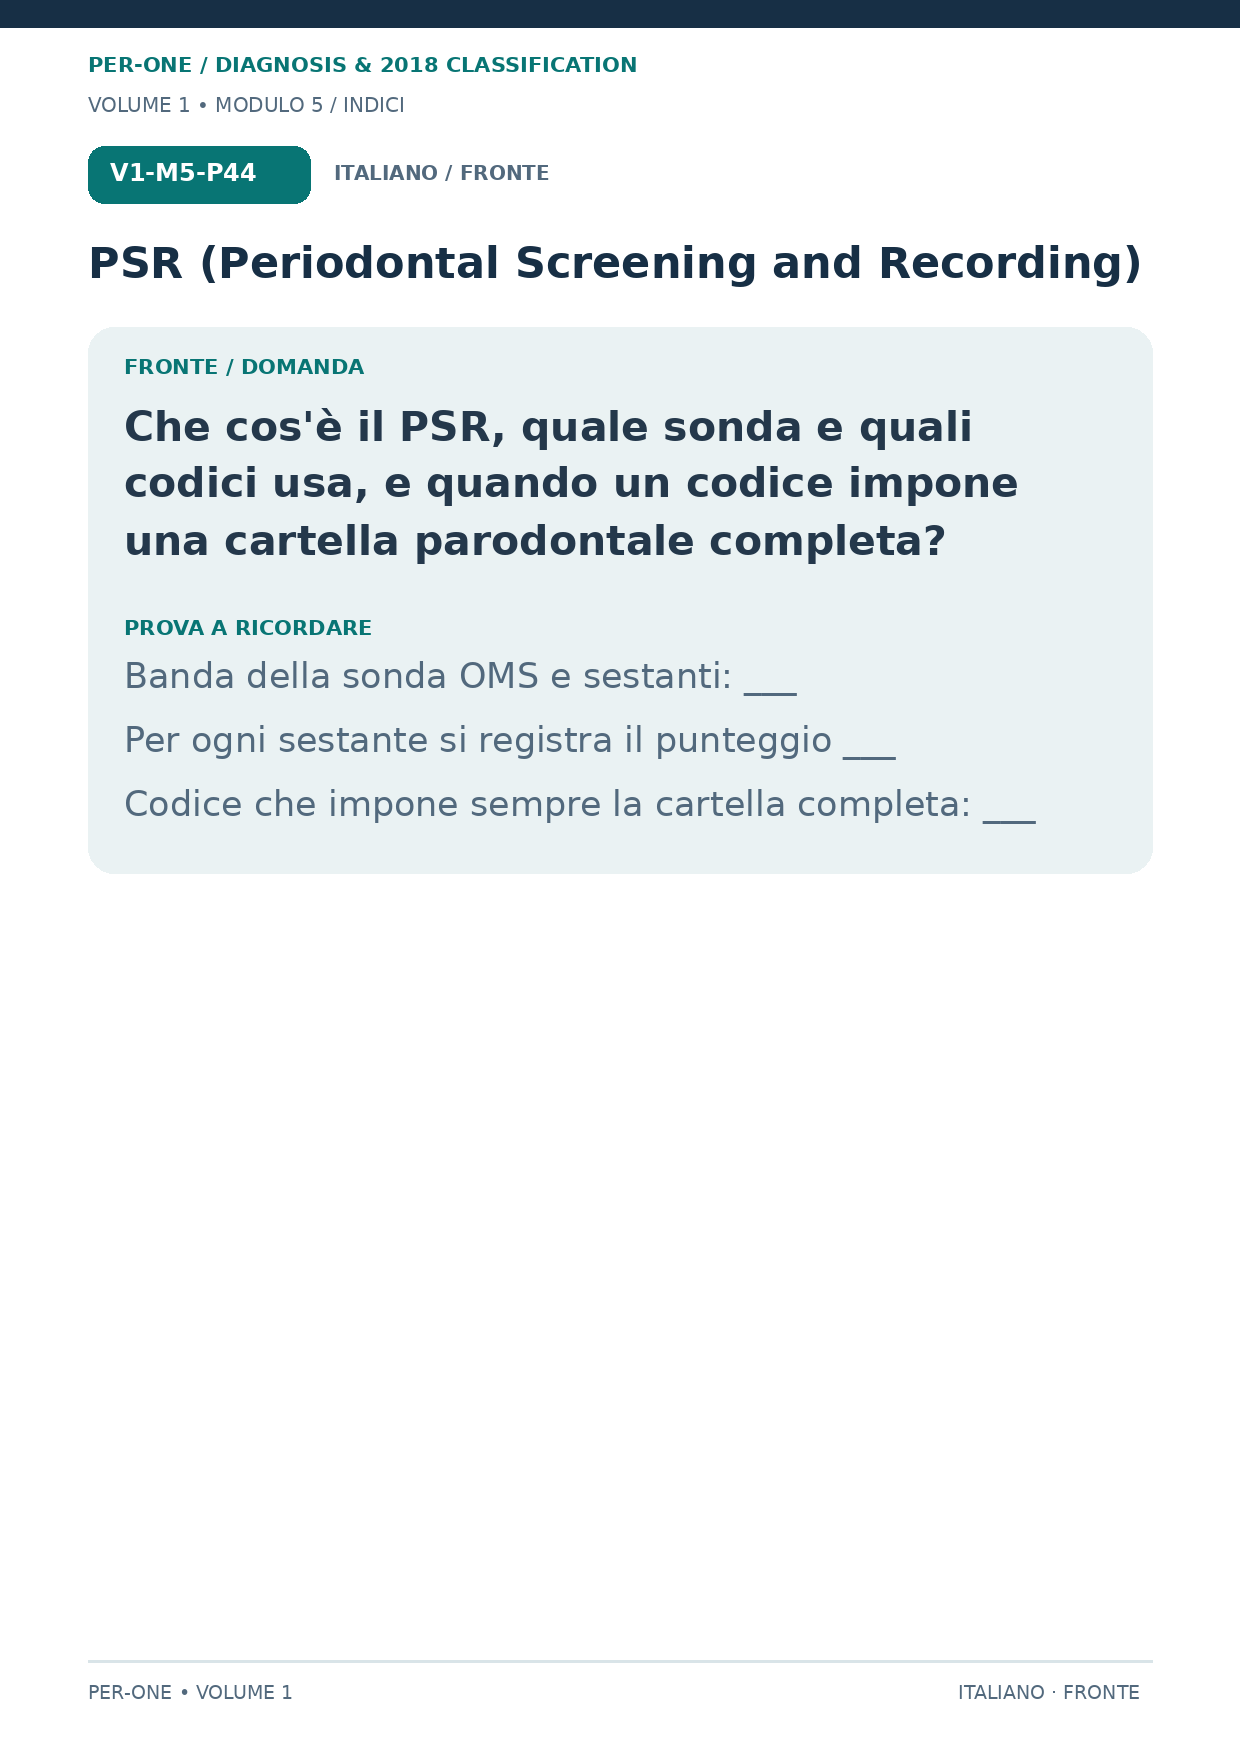 PER-ONE / DIAGNOSIS & 2018 CLASSIFICATION
VOLUME 1 • MODULO 5 / INDICI
V1-M5-P44
ITALIANO / FRONTE
PSR (Periodontal Screening and Recording)
FRONTE / DOMANDA
Che cos'è il PSR, quale sonda e quali
codici usa, e quando un codice impone
una cartella parodontale completa?
PROVA A RICORDARE
Banda della sonda OMS e sestanti: ___
Per ogni sestante si registra il punteggio ___
Codice che impone sempre la cartella completa: ___
PER-ONE • VOLUME 1
ITALIANO · FRONTE